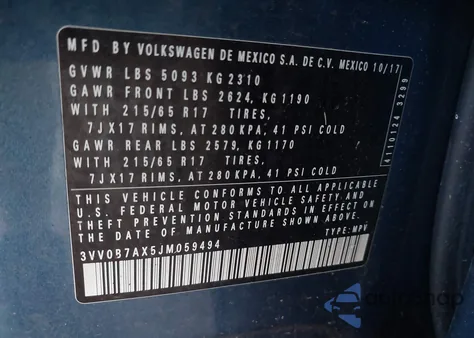 MFD BY VOLKSWAGEN DE MEXICO S.A. DE C.V. MEXICO 10/17
GVWR LBS 5093 KG 2310
GAWR FRONT LBS 2624, KG 1190
WITH 215/65 R17 TIRES,
7JX17 RIMS, AT 280 KPA, 41 PSI COLD
GAWR REAR LBS 2579, KG 1170
WITH 215/65 R17 TIRES,
7JX17 RIMS, AT 280 KPA, 41 PSI COLD
THIS VEHICLE CONFORMS TO ALL APPLICABLE
U.S. FEDERAL MOTOR VEHICLE SAFETY AND
THEFT PREVENTION STANDARDS IN EFFECT ON
THE DATE OF MANUFACTURE SHOWN ABOVE.
3VV0B7AX5JM059494 TYPE: MPV
4110124 3299